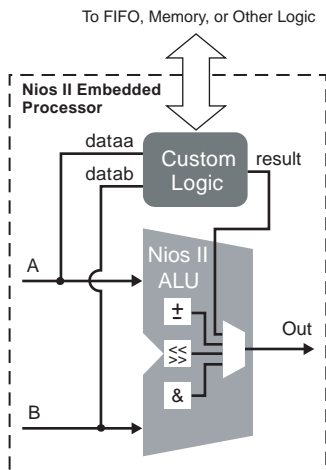 To FIFO, Memory, or Other Logic
Nios II Embedded
Processor
dataa
datab
Custom
Logic
result
A
Nios II
ALU
±
<<
>>
&
Out
B